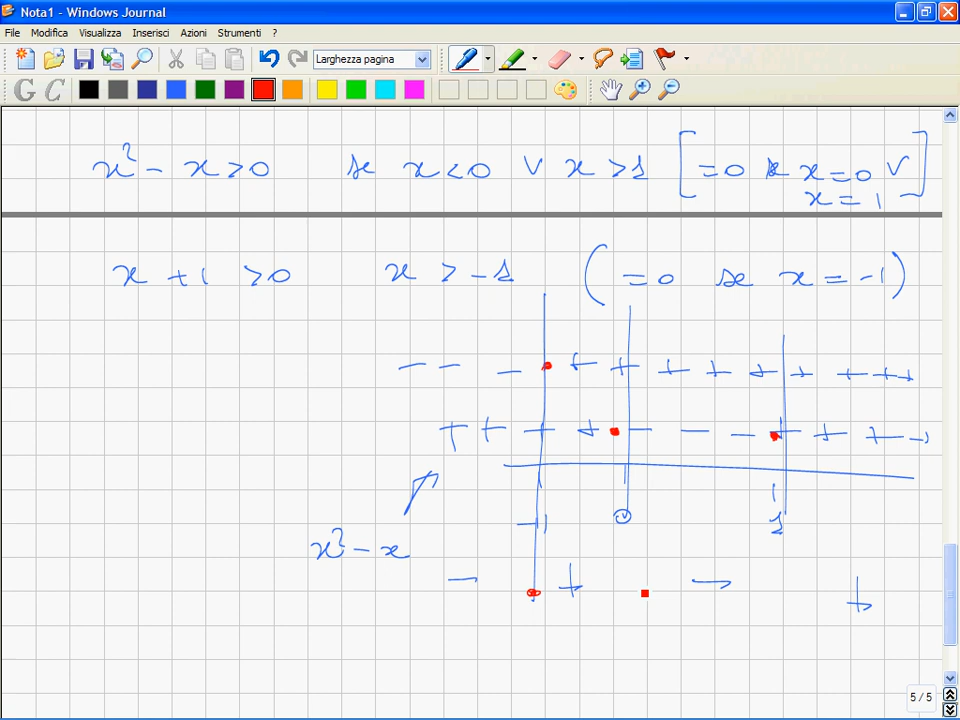 Nota1 - Windows Journal
File Modifica Visualizza Inserisci Azioni Strumenti ?
Larghezza pagina
G C
x² - x > 0 se x < 0 ∨ x > 1 [= 0 se x = 0 ∨
x = 1]
x + 1 > 0 x > -1 (= 0 se x = -1)
- - - + + + + + + + +
+ + + + - - - + + + -
-1 0 1
x² - x
- + - +
5 / 5